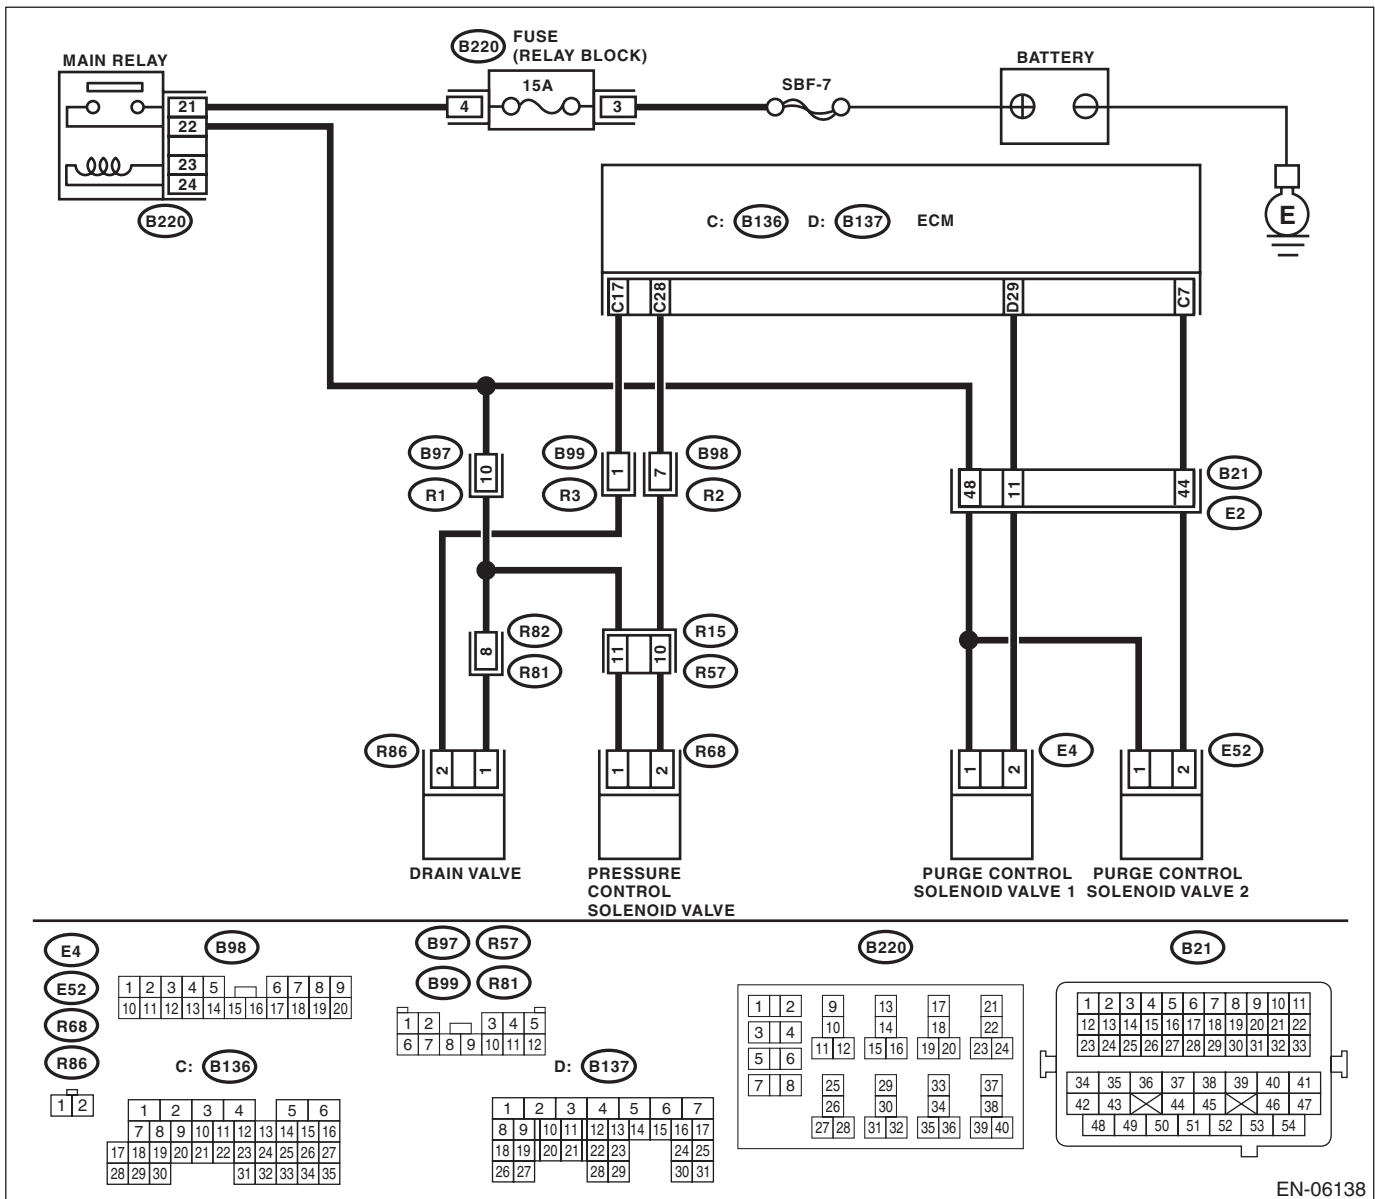 B220
FUSE
(RELAY BLOCK)
MAIN RELAY
BATTERY
15A
SBF-7
21
4
3
22
23
24
B220
E
C: B136 D: B137 ECM
C17
C28
D29
C7
B97
B99
B98
B21
10
1
7
48
11
44
R1
R3
R2
E2
R82
R15
8
11
10
R81
R57
R86
2
1
1
2
R68
1
2
E4
1
2
E52
DRAIN VALVE
PRESSURE
CONTROL
SOLENOID VALVE
PURGE CONTROL
SOLENOID VALVE 1
PURGE CONTROL
SOLENOID VALVE 2
E4
E52
R68
R86
1 2
B98
1 2 3 4 5 6 7 8 9
10 11 12 13 14 15 16 17 18 19 20
C: B136
1 2 3 4 5 6
7 8 9 10 11 12 13 14 15 16
17 18 19 20 21 22 23 24 25 26 27
28 29 30 31 32 33 34 35
B97 R57
B99 R81
1 2 3 4 5
6 7 8 9 10 11 12
D: B137
1 2 3 4 5 6 7
8 9 10 11 12 13 14 15 16 17
18 19 20 21 22 23 24 25
26 27 28 29 30 31
B220
1 2 9 13 17 21
3 4 10 14 18 22
11 12 15 16 19 20 23 24
5 6
7 8 25 29 33 37
26 30 34 38
27 28 31 32 35 36 39 40
B21
1 2 3 4 5 6 7 8 9 10 11
12 13 14 15 16 17 18 19 20 21 22
23 24 25 26 27 28 29 30 31 32 33
34 35 36 37 38 39 40 41
42 43 44 45 46 47
48 49 50 51 52 53 54
EN-06138